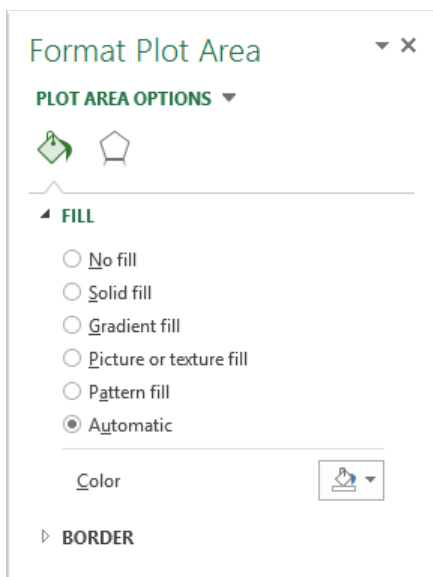 Format Plot Area
PLOT AREA OPTIONS
FILL
No fill
Solid fill
Gradient fill
Picture or texture fill
Pattern fill
Automatic
Color
BORDER